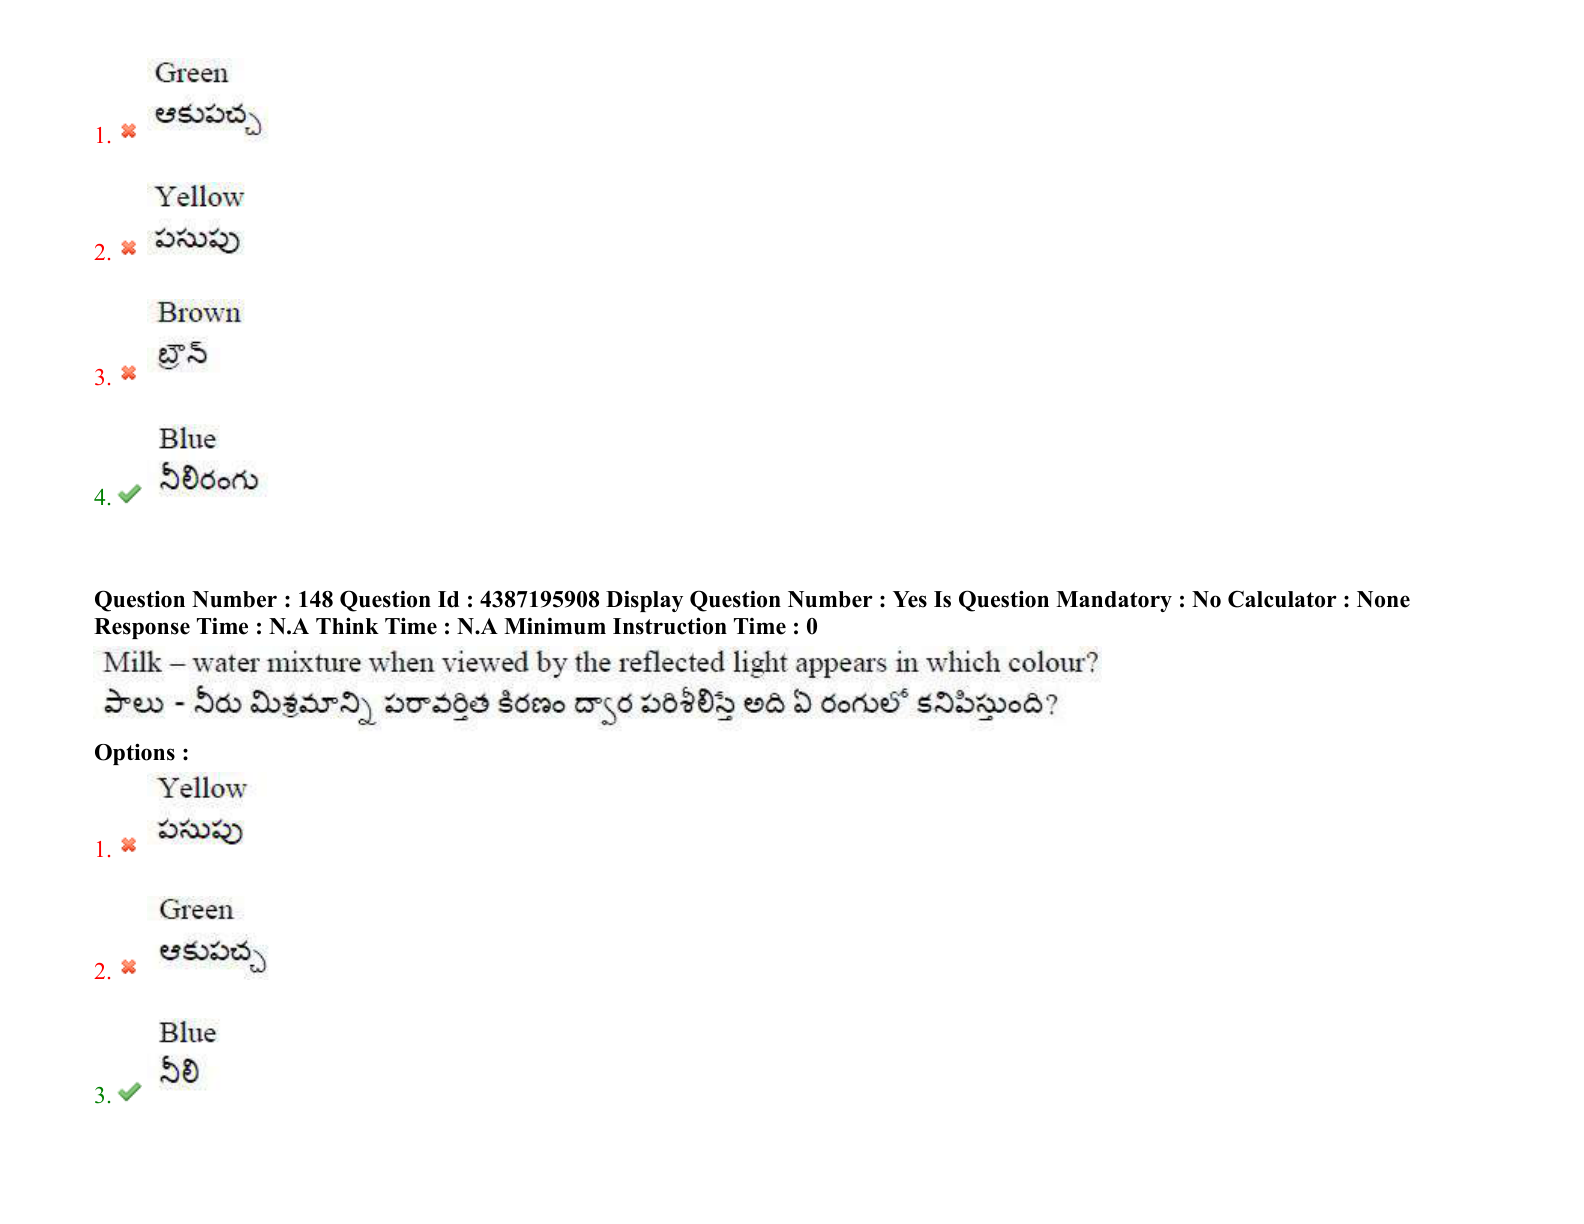 Green
ఆకుపచ్చ
1.
Yellow
పసుపు
2.
Brown
బ్రౌన్
3.
Blue
నీలిరంగు
4.
Question Number : 148 Question Id : 4387195908 Display Question Number : Yes Is Question Mandatory : No Calculator : None
Response Time : N.A Think Time : N.A Minimum Instruction Time : 0
Milk – water mixture when viewed by the reflected light appears in which colour?
పాలు - నీరు మిశ్రమాన్ని పరావర్తిత కిరణం ద్వార పరిశీలిస్తే అది ఏ రంగులో కనిపిస్తుంది?
Options :
Yellow
పసుపు
1.
Green
ఆకుపచ్చ
2.
Blue
నీలి
3.